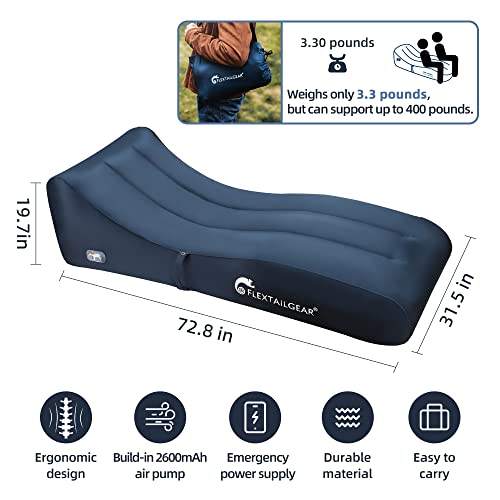 FLEXTAILGEAR
3.30 pounds
Weighs only 3.3 pounds,
but can support up to 400 pounds.
19.7in
FLEXTAILGEAR®
72.8 in
31.5 in
Ergonomic
design
Build-in 2600mAh
air pump
Emergency
power supply
Durable
material
Easy to
carry